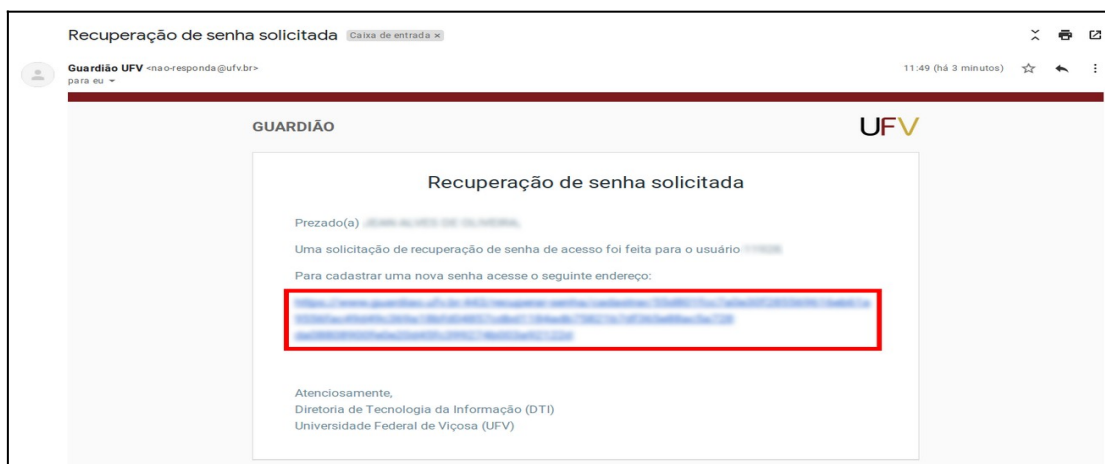 Recuperação de senha solicitada Caixa de entrada x
Guardião UFV <nao-responda@ufv.br> 11:49 (há 3 minutos)
para eu
GUARDIÃO UFV
Recuperação de senha solicitada
Prezado(a)
Uma solicitação de recuperação de senha de acesso foi feita para o usuário
Para cadastrar uma nova senha acesse o seguinte endereço:
Atenciosamente,
Diretoria de Tecnologia da Informação (DTI)
Universidade Federal de Viçosa (UFV)